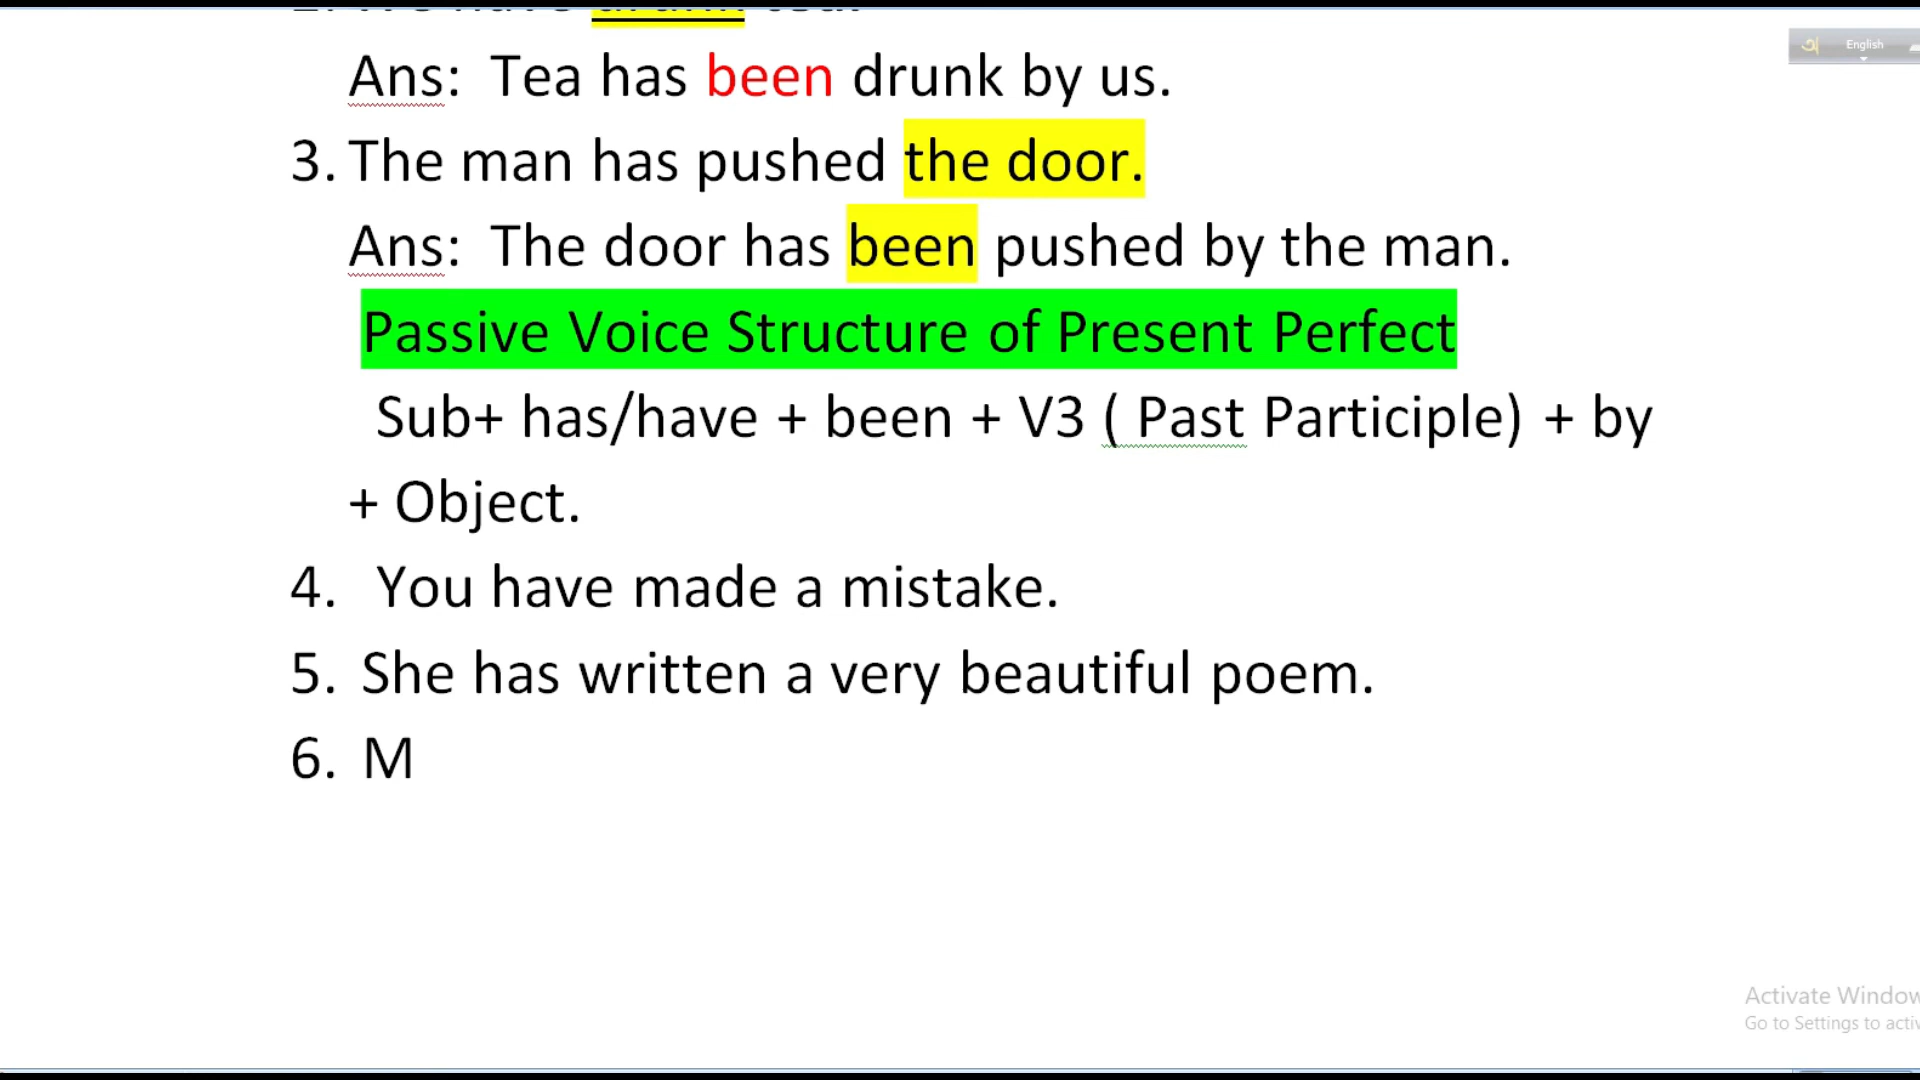 Ans: Tea has been drunk by us.
English
3. The man has pushed the door.
Ans: The door has been pushed by the man.
Passive Voice Structure of Present Perfect
Sub+ has/have + been + V3 ( Past Participle) + by
+ Object.
4. You have made a mistake.
5. She has written a very beautiful poem.
6. M
Activate Window
Go to Settings to activ